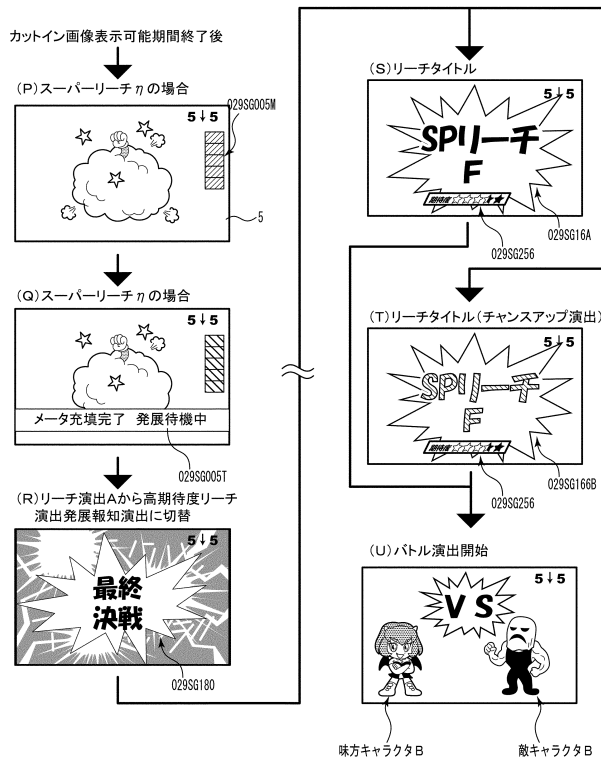 カットイン画像表示可能期間終了後
(P)スーパーリーチηの場合
5↓5
029SG005M
5
(Q)スーパーリーチηの場合
5↓5
メータ充填完了 発展待機中
029SG005T
(R)リーチ演出Aから高期待度リーチ
演出発展報知演出に切替
5↓5
最終
決戦
029SG180
(S)リーチタイトル
5↓5
SPリーチ
F
期待度☆☆☆★★
029SG256
029SG16A
(T)リーチタイトル(チャンスアップ演出)
5↓5
SPリーチ
F
期待度☆☆☆★★
029SG256
029SG166B
(U)バトル演出開始
5↓5
VS
味方キャラクタB
敵キャラクタB